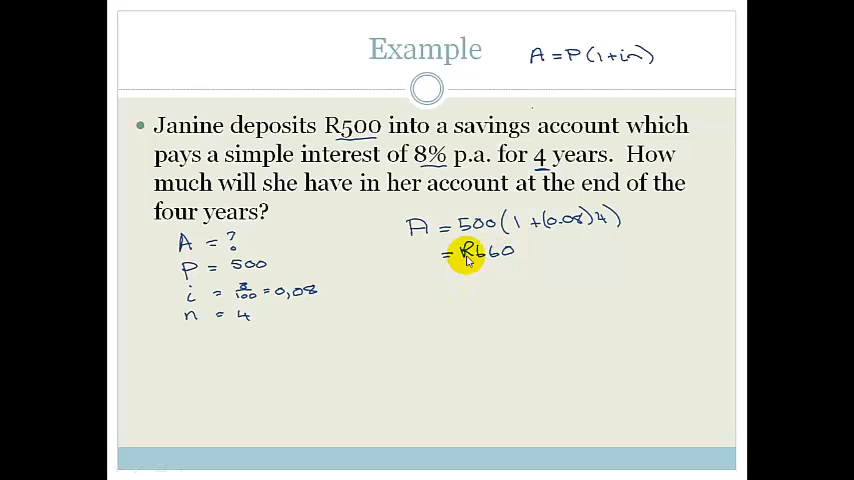 Example
A = P(1+in)
• Janine deposits R500 into a savings account which
pays a simple interest of 8% p.a. for 4 years. How
much will she have in her account at the end of the
four years?
A = ?
P = 500
i = 8/100 = 0,08
n = 4
A = 500(1 + (0.08)4)
= R660